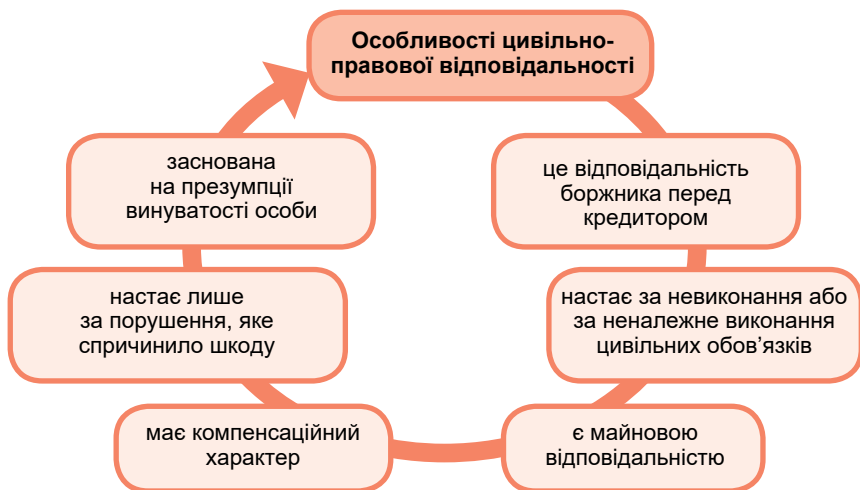 Особливості цивільно-
правової відповідальності
це відповідальність
боржника перед
кредитором
настає за невиконання або
за неналежне виконання
цивільних обов’язків
є майновою
відповідальністю
має компенсаційний
характер
настає лише
за порушення, яке
спричинило шкоду
заснована
на презумпції
винуватості особи